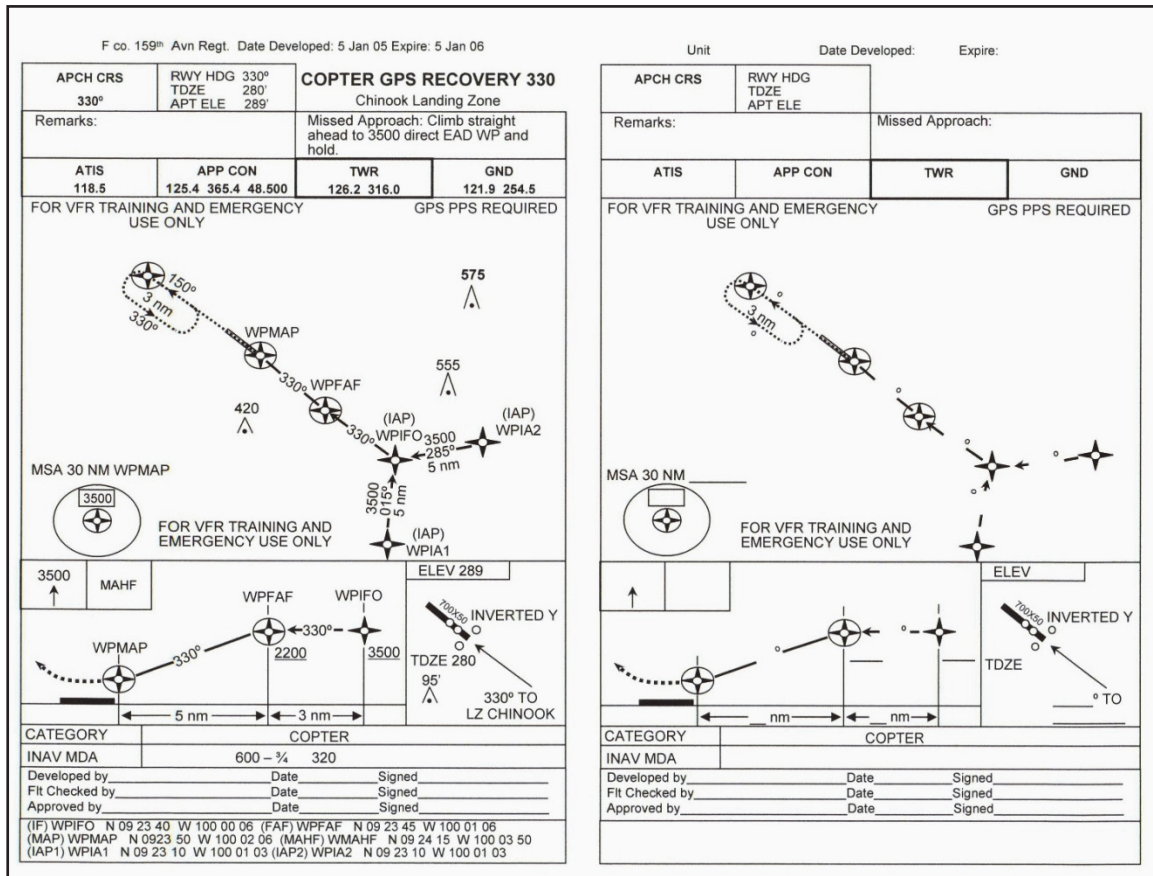 F co. 159th Avn Regt. Date Developed: 5 Jan 05 Expire: 5 Jan 06
APCH CRS
330º
RWY HDG 330º
TDZE 280'
APT ELE 289'
COPTER GPS RECOVERY 330
Chinook Landing Zone
Remarks:
Missed Approach: Climb straight
ahead to 3500 direct EAD WP and
hold.
ATIS
118.5
APP CON
125.4 365.4 48.500
TWR
126.2 316.0
GND
121.9 254.5
FOR VFR TRAINING AND EMERGENCY
USE ONLY
GPS PPS REQUIRED
150º
3 nm
330º
575
WPMAP
330º
WPFAF
555
420
330º
(IAP)
WPIFO
(IAP)
WPIA2
3500
285º
5 nm
MSA 30 NM WPMAP
3500
3500
015º
5 nm
FOR VFR TRAINING AND
EMERGENCY USE ONLY
(IAP)
WPIA1
3500
MAHF
ELEV 289
WPFAF
WPIFO
700X50
INVERTED Y
WPMAP
330º
330º
2200
3500
TDZE 280
95'
330º TO
LZ CHINOOK
5 nm
3 nm
CATEGORY
COPTER
INAV MDA
600 – ¾ 320
Developed by Date Signed
Flt Checked by Date Signed
Approved by Date Signed
(IF) WPIFO N 09 23 40 W 100 00 06 (FAF) WPFAF N 09 23 45 W 100 01 06
(MAP) WPMAP N 0923 50 W 100 02 06 (MAHF) WMAHF N 09 24 15 W 100 03 50
(IAP1) WPIA1 N 09 23 10 W 100 01 03 (IAP2) WPIA2 N 09 23 10 W 100 01 03
Unit Date Developed: Expire:
APCH CRS
RWY HDG
TDZE
APT ELE
Remarks:
Missed Approach:
ATIS
APP CON
TWR
GND
FOR VFR TRAINING AND EMERGENCY
USE ONLY
GPS PPS REQUIRED
º
3 nm
º
º
º
º
º
MSA 30 NM
FOR VFR TRAINING AND
EMERGENCY USE ONLY
ELEV
700X50
INVERTED Y
º
º
TDZE
º TO
nm
nm
CATEGORY
COPTER
INAV MDA
Developed by Date Signed
Flt Checked by Date Signed
Approved by Date Signed